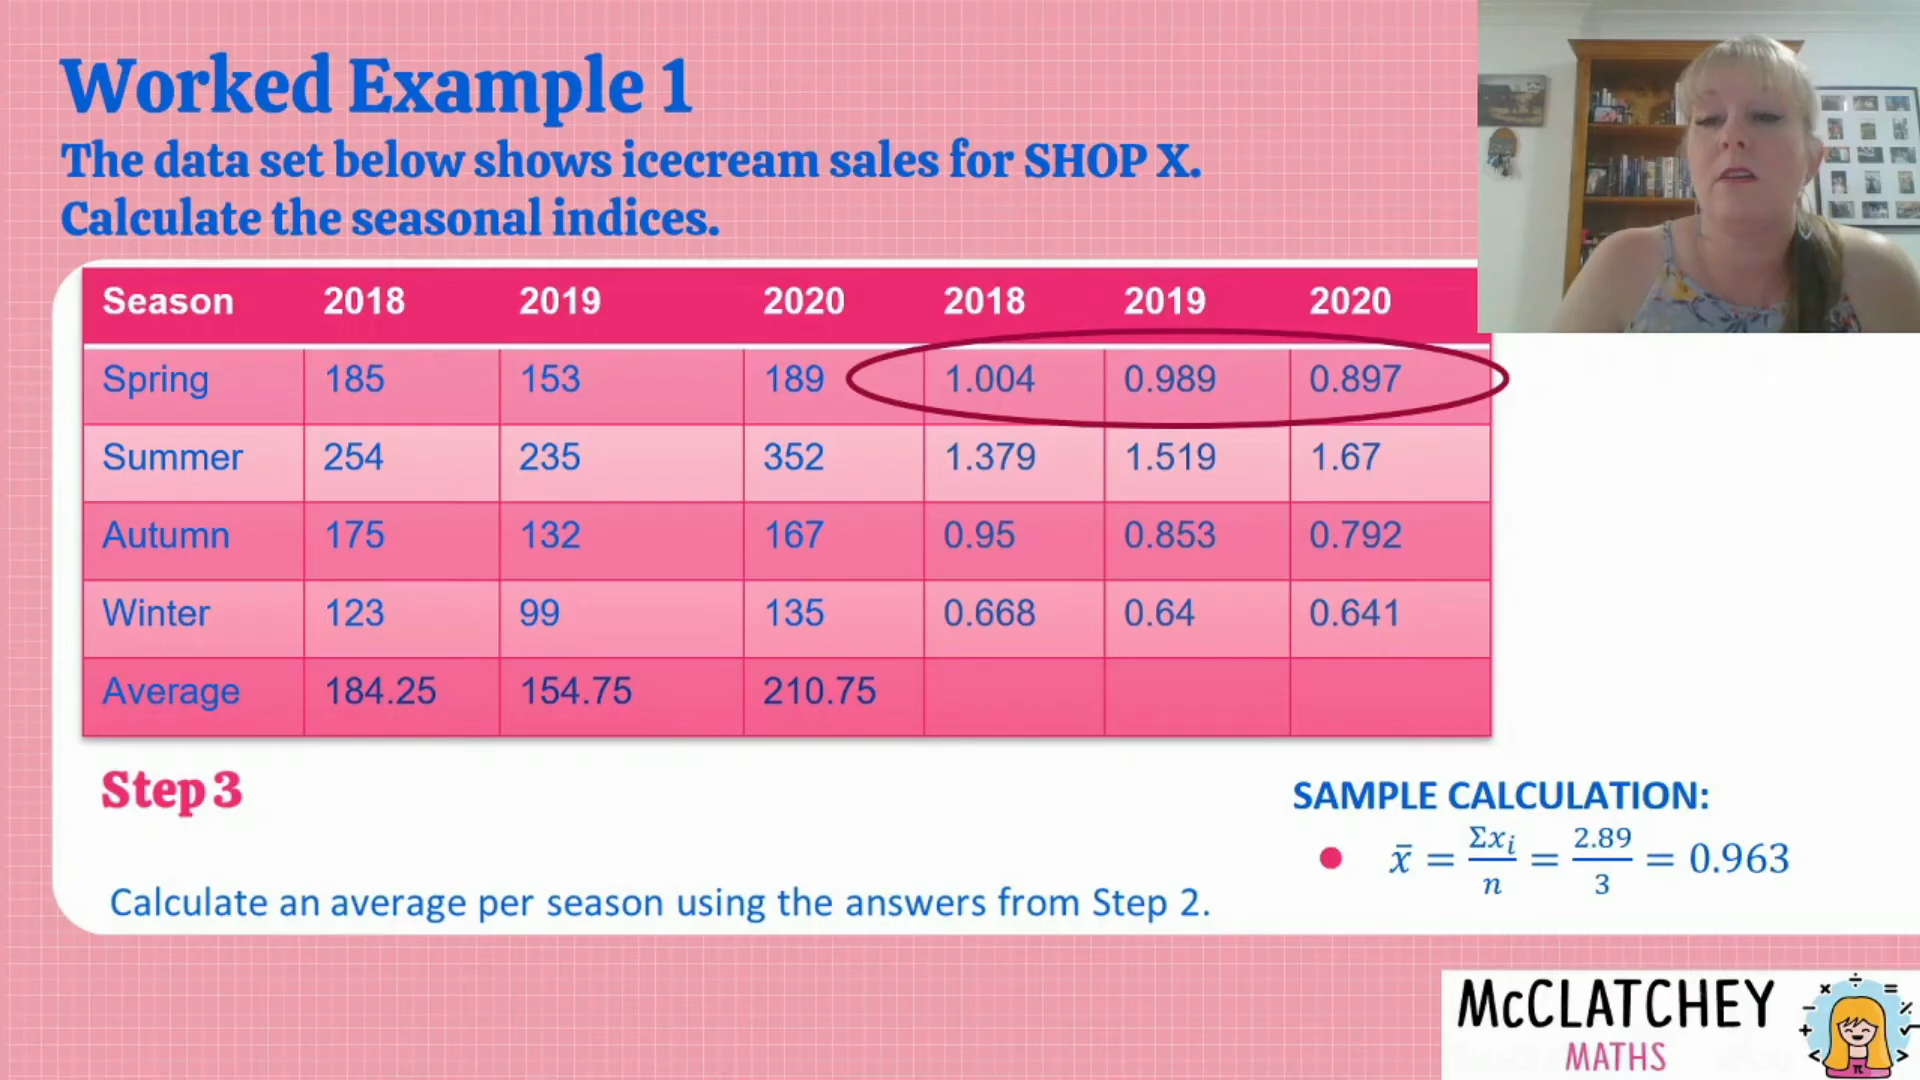 Worked Example 1
The data set below shows icecream sales for SHOP X.
Calculate the seasonal indices.
Season 2018 2019 2020 2018 2019 2020
Spring 185 153 189 1.004 0.989 0.897
Summer 254 235 352 1.379 1.519 1.67
Autumn 175 132 167 0.95 0.853 0.792
Winter 123 99 135 0.668 0.64 0.641
Average 184.25 154.75 210.75
Step 3
Calculate an average per season using the answers from Step 2.
SAMPLE CALCULATION:
• x̄ = Σxᵢ/n = 2.89/3 = 0.963
McCLATCHEY
MATHS